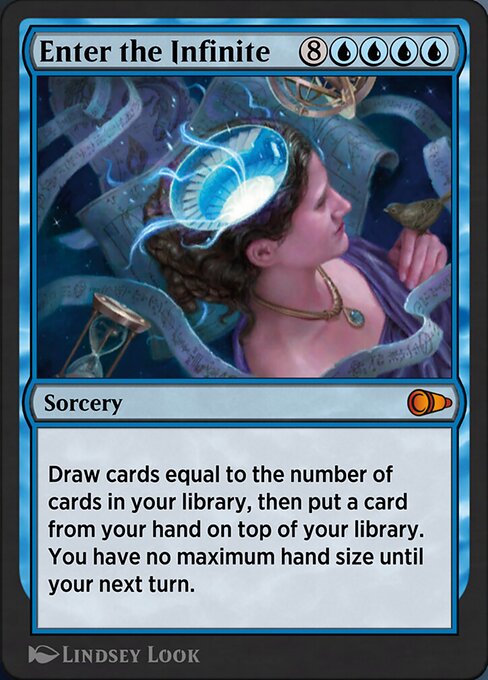 Enter the Infinite 8
Sorcery
Draw cards equal to the number of
cards in your library, then put a card
from your hand on top of your library.
You have no maximum hand size until
your next turn.
Lindsey Look